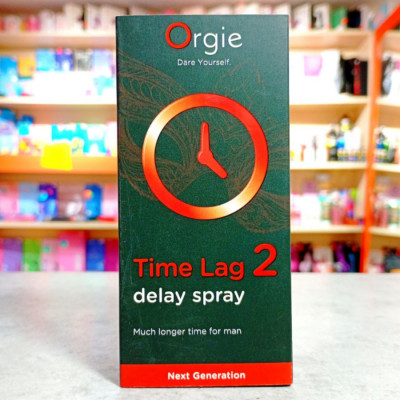 Orgie
Dare Yourself.
Time Lag 2
delay spray
Much longer time for man
Next Generation